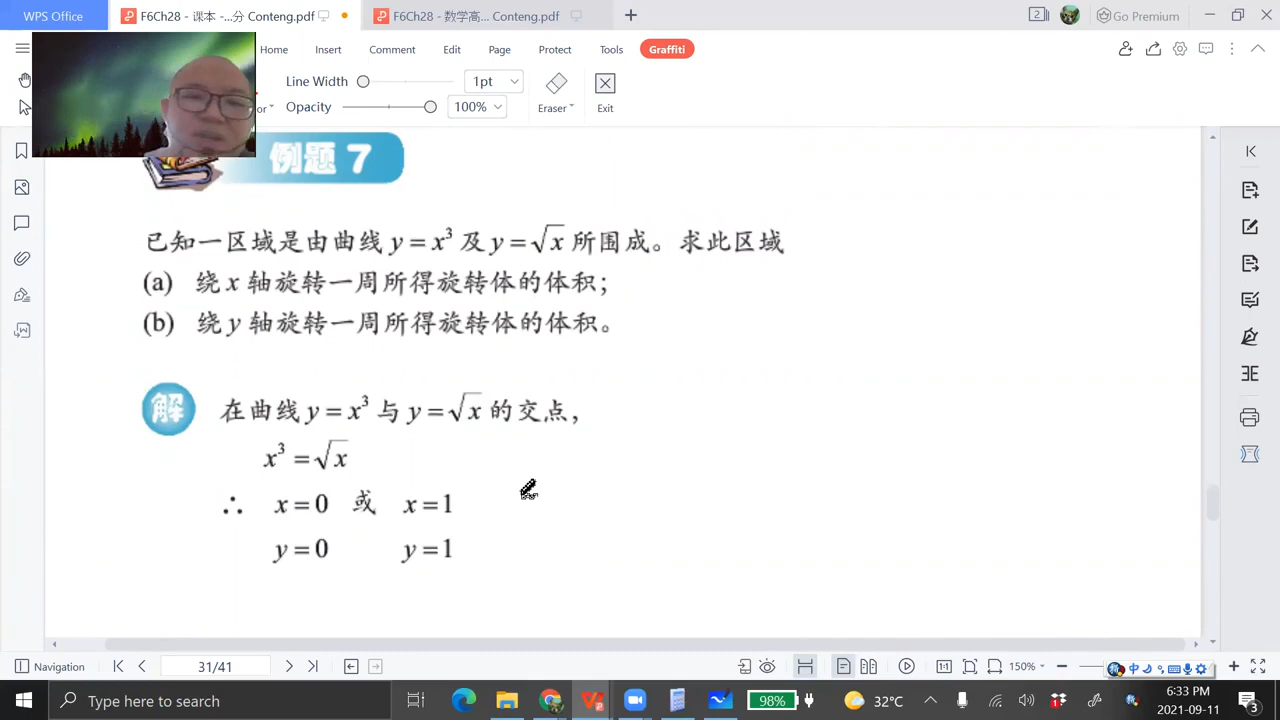 WPS Office
F6Ch28 - 课本 -...分 Conteng.pdf
F6Ch28 - 数学高... Conteng.pdf
2
Go Premium
Home Insert Comment Edit Page Protect Tools Graffiti
Line Width 1pt
Opacity 100% Eraser Exit
例题 7
已知一区域是由曲线 y = x³ 及 y = √x 所围成。求此区域
(a) 绕 x 轴旋转一周所得旋转体的体积；
(b) 绕 y 轴旋转一周所得旋转体的体积。
解 在曲线 y = x³ 与 y = √x 的交点，
x³ = √x
∴ x = 0 或 x = 1
y = 0 y = 1
Navigation 31/41 1:1 150%
Type here to search 98% 32°C 6:33 PM
2021-09-11
3